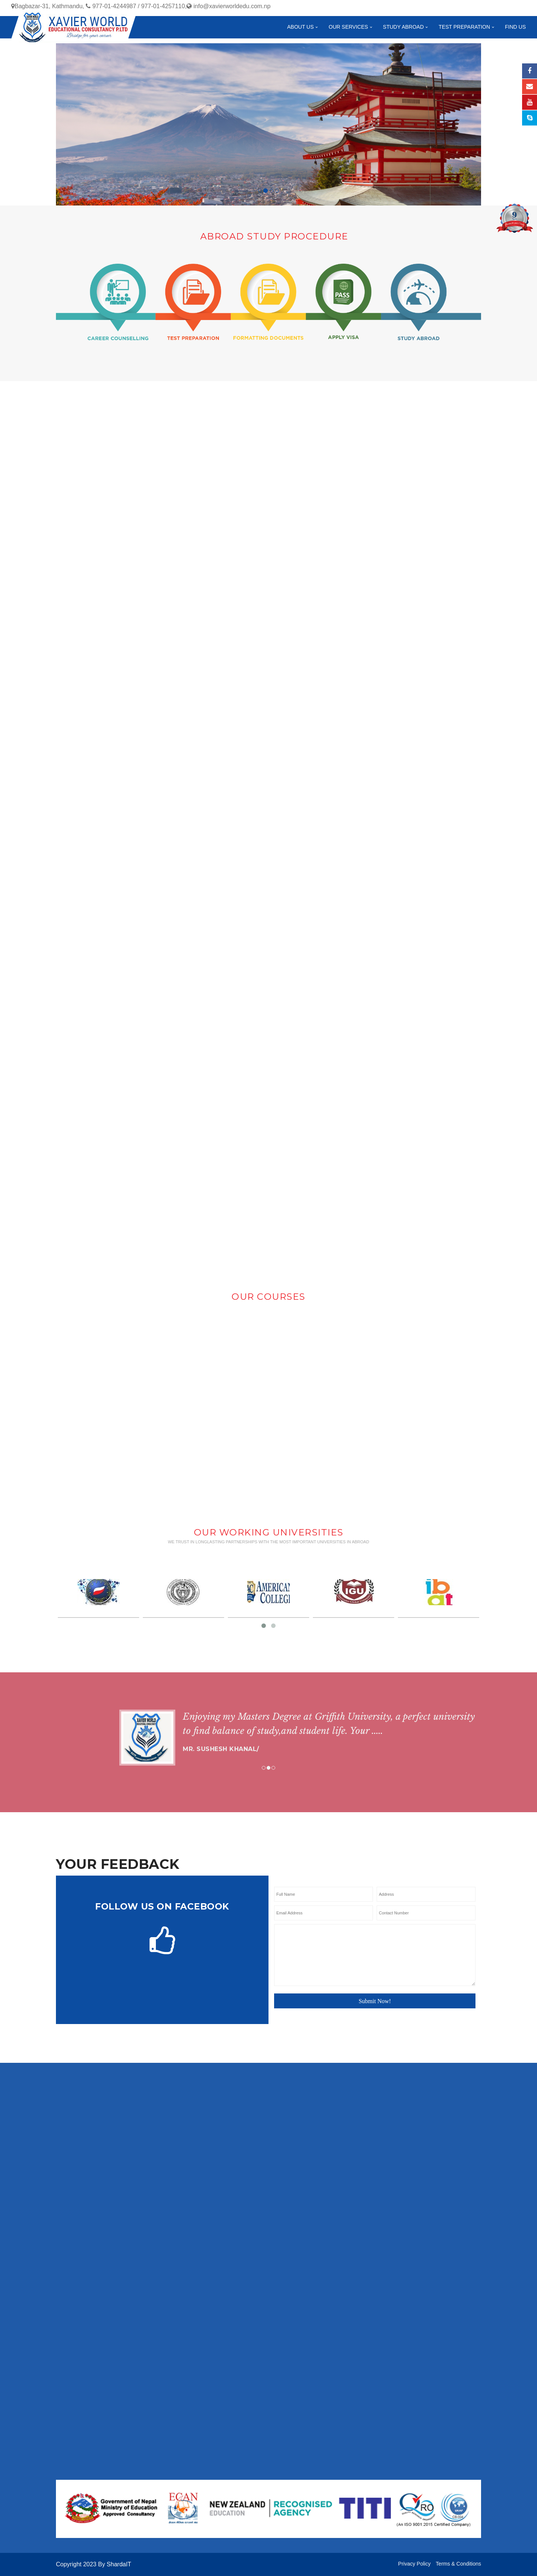 Bagbazar-31, Kathmandu, 977-01-4244987 / 977-01-4257110, info@xavierworldedu.com.np
XAVIER WORLD
EDUCATIONAL CONSULTANCY P.LTD
ABOUT US
OUR SERVICES
STUDY ABROAD
TEST PREPARATION
FIND US
ABROAD STUDY PROCEDURE
PASS
CAREER COUNSELLING
TEST PREPARATION
FORMATTING DOCUMENTS
APPLY VISA
STUDY ABROAD
OUR COURSES
OUR WORKING UNIVERSITIES
WE TRUST IN LONGLASTING PARTNERSHIPS WITH THE MOST IMPORTANT UNIVERSITIES IN ABROAD.
AMERICAN
COLLEGE
IGU
ibat
XAVIER WORLD
Enjoying my Masters Degree at Griffith University, a perfect university
to find balance of study,and student life. Your .....
MR. SUSHESH KHANAL/
YOUR FEEDBACK
FOLLOW US ON FACEBOOK
Full Name
Address
Email Address
Contact Number
Submit Now!
Government of Nepal
Ministry of Education
Approved Consultancy
ECAN
NEW ZEALAND
EDUCATION
RECOGNISED
AGENCY
TITI
QRO
(An ISO 9001:2015 Certified Company)
Copyright 2023 By ShardaIT
Privacy Policy
Terms & Conditions